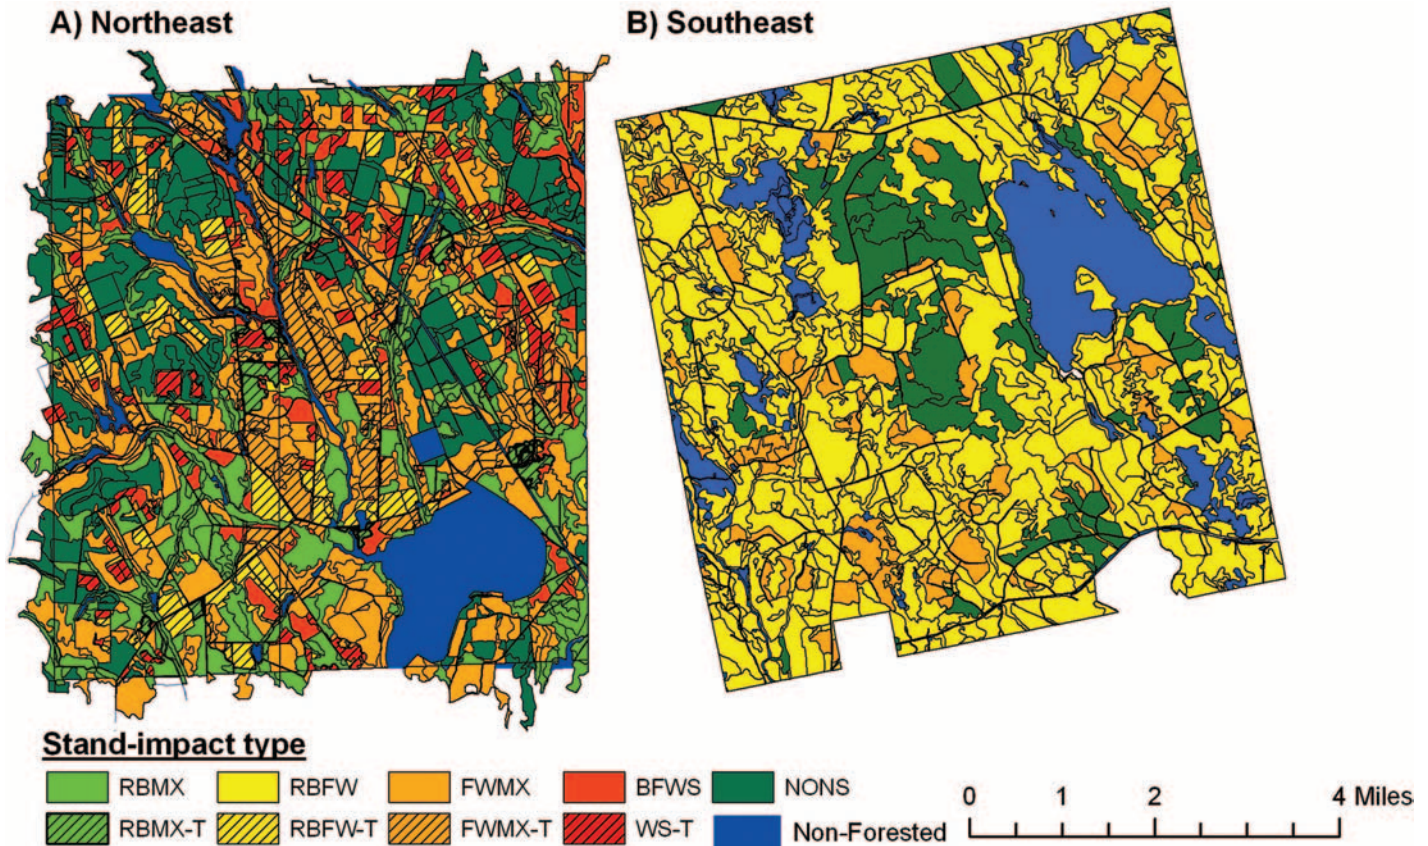 A) Northeast
B) Southeast
Stand-impact type
RBMX RBFW FWMX BFWS NONS
RBMX-T RBFW-T FWMX-T WS-T Non-Forested
0 1 2 4 Miles